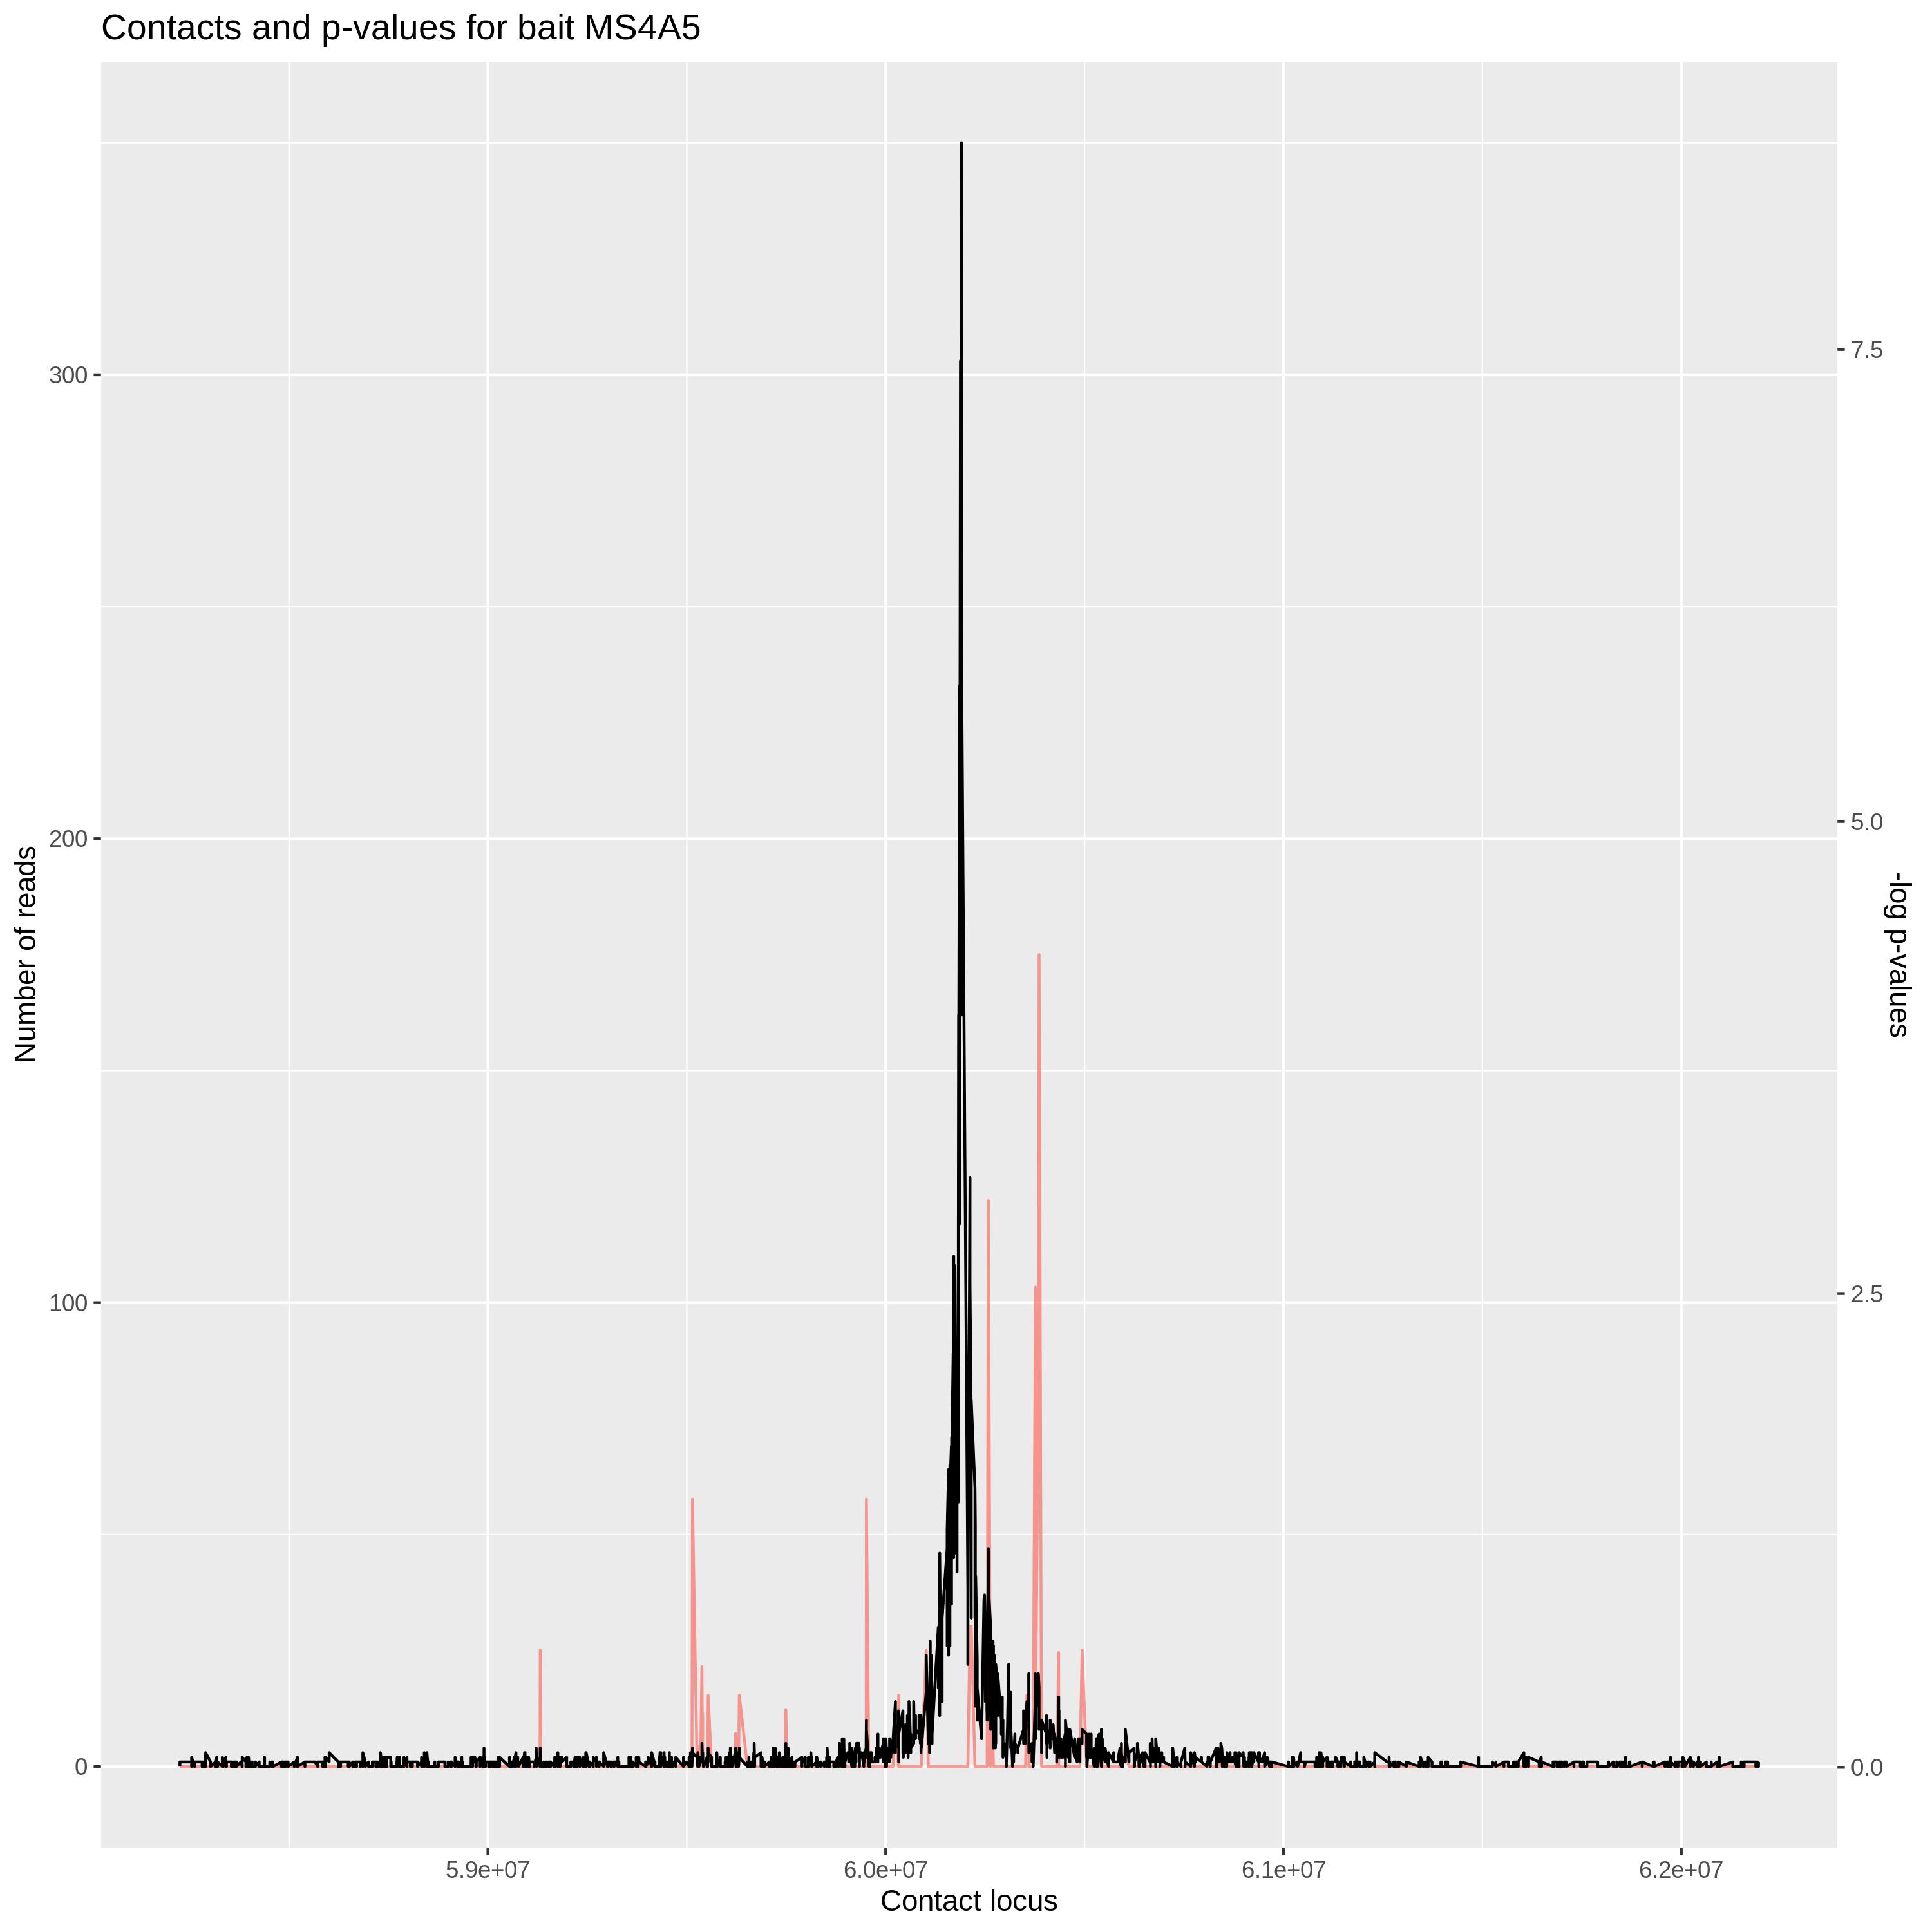 Contacts and p-values for bait MS4A5
300
200
100
0
Number of reads
7.5
5.0
2.5
0.0
-log p-values
5.9e+07
6.0e+07
6.1e+07
6.2e+07
Contact locus